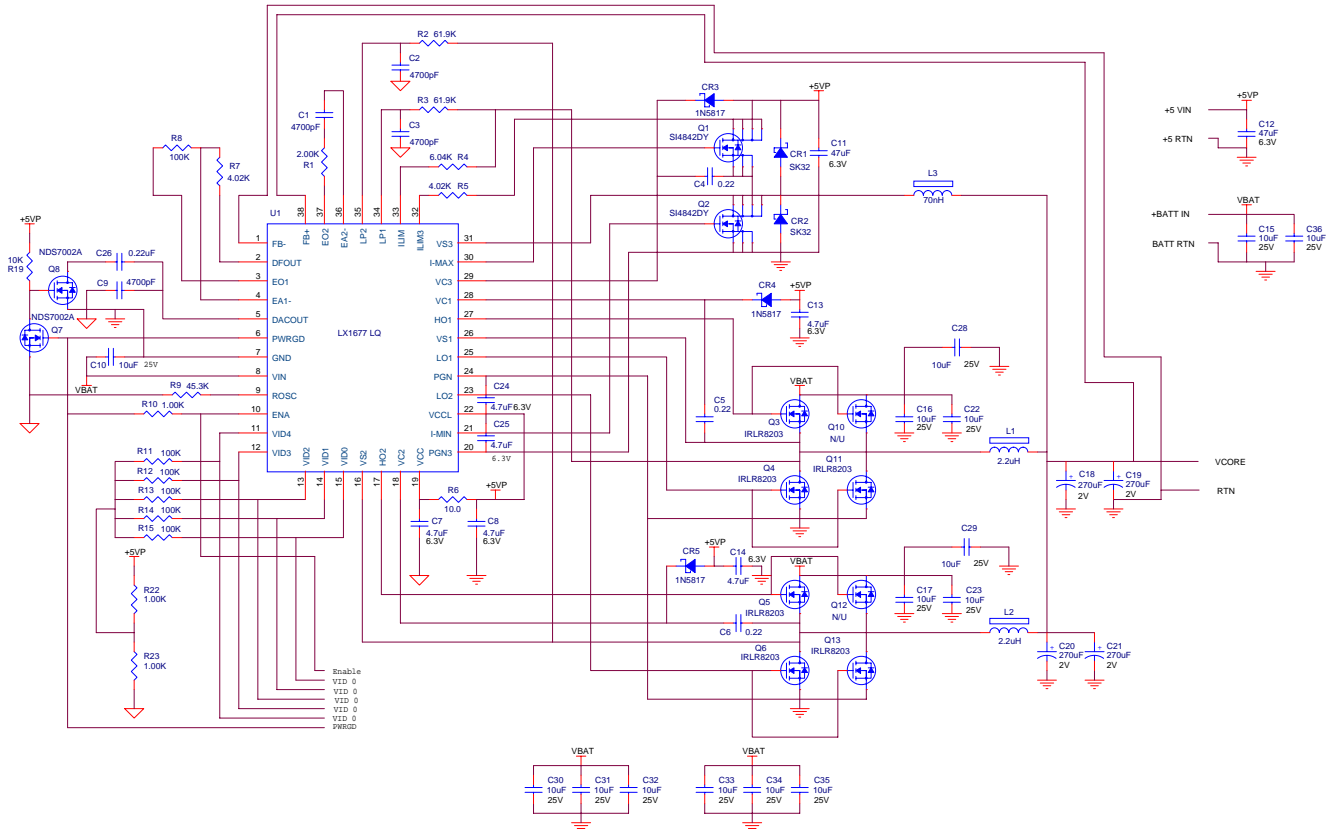 R2 61.9K
C2
4700pF
R3 61.9K
C3
4700pF
C1
4700pF
2.00K
R1
6.04K R4
4.02K R5
R8
100K
R7
4.02K
CR3
1N5817
+5VP
Q1
SI4842DY
CR1
SK32
C11
47uF
6.3V
C4 0.22
Q2
SI4842DY
CR2
SK32
L3
70nH
+5 VIN
+5VP
+5 RTN
C12
47uF
6.3V
+BATT IN
VBAT
BATT RTN
C15
10uF
25V
C36
10uF
25V
U1
LX1677 LQ
38 37 36 35 34 33 32
FB+ EO2 EA2- LP2 LP1 ILIM ILIM3
1 FB-
2 DFOUT
3 EO1
4 EA1-
5 DACOUT
6 PWRGD
7 GND
8 VIN
9 ROSC
10 ENA
11 VID4
12 VID3
VS3 31
I-MAX 30
VC3 29
VC1 28
HO1 27
VS1 26
LO1 25
PGN 24
LO2 23
VCCL 22
I-MIN 21
PGN3 20
VID2 VID1 VID0 VS2 HO2 VC2 VCC
13 14 15 16 17 18 19
+5VP
10K
R19
NDS7002A
Q8
C26 0.22uF
C9 4700pF
NDS7002A
Q7
C10 10uF 25V
VBAT
R9 45.3K
R10 1.00K
R11 100K
R12 100K
R13 100K
R14 100K
R15 100K
+5VP
R22
1.00K
R23
1.00K
Enable
VID 0
VID 0
VID 0
VID 0
VID 0
PWRGD
CR4
1N5817
+5VP
C13
4.7uF
6.3V
C24
4.7uF 6.3V
C25
4.7uF
6.3V
R6
10.0
+5VP
C7
4.7uF
6.3V
C8
4.7uF
6.3V
C5
0.22
VBAT
Q3
IRLR8203
Q10
N/U
Q4
IRLR8203
Q11
IRLR8203
C28
10uF 25V
C16
10uF
25V
C22
10uF
25V
L1
2.2uH
C18
270uF
2V
C19
270uF
2V
VCORE
RTN
CR5
1N5817
+5VP
C14 6.3V
4.7uF
VBAT
Q5
IRLR8203
Q12
N/U
C6 0.22
Q6
IRLR8203
Q13
IRLR8203
C29
10uF 25V
C17
10uF
25V
C23
10uF
25V
L2
2.2uH
C20
270uF
2V
C21
270uF
2V
VBAT
C30
10uF
25V
C31
10uF
25V
C32
10uF
25V
VBAT
C33
10uF
25V
C34
10uF
25V
C35
10uF
25V